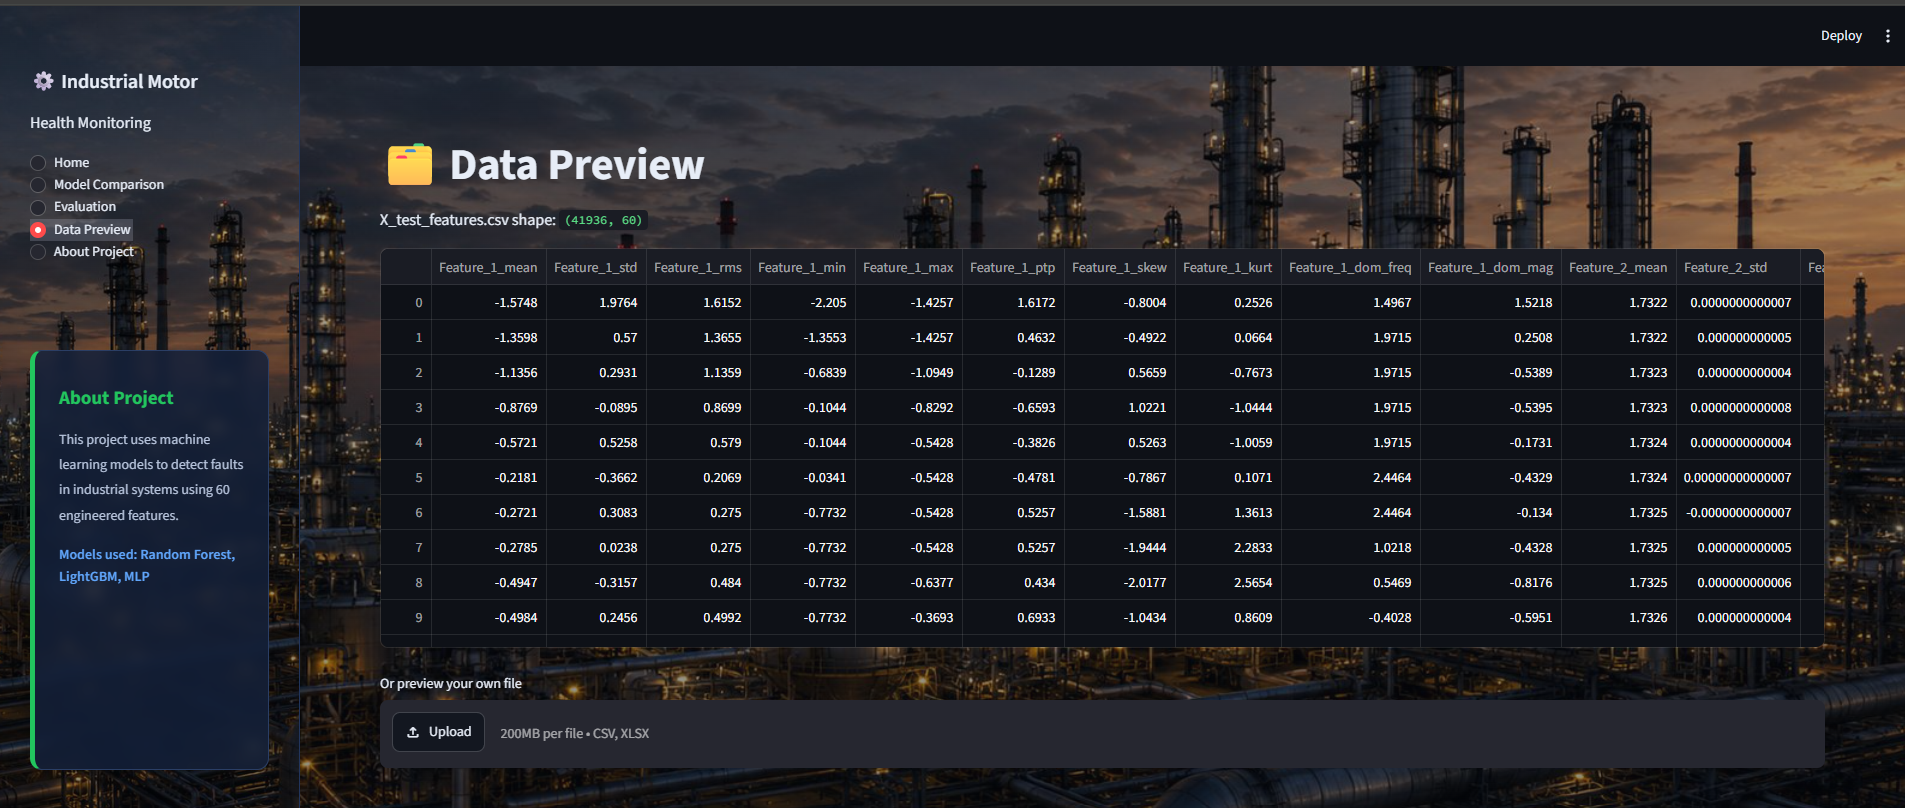 Deploy
Industrial Motor
Health Monitoring
Home
Model Comparison
Evaluation
Data Preview
About Project
About Project
This project uses machine
learning models to detect faults
in industrial systems using 60
engineered features.
Models used: Random Forest,
LightGBM, MLP
Data Preview
X_test_features.csv shape: (41936, 60)
Feature_1_mean Feature_1_std Feature_1_rms Feature_1_min Feature_1_max Feature_1_ptp Feature_1_skew Feature_1_kurt Feature_1_dom_freq Feature_1_dom_mag Feature_2_mean Feature_2_std Fea
0 -1.5748 1.9764 1.6152 -2.205 -1.4257 1.6172 -0.8004 0.2526 1.4967 1.5218 1.7322 0.0000000000007
1 -1.3598 0.57 1.3655 -1.3553 -1.4257 0.4632 -0.4922 0.0664 1.9715 0.2508 1.7322 0.000000000005
2 -1.1356 0.2931 1.1359 -0.6839 -1.0949 -0.1289 0.5659 -0.7673 1.9715 -0.5389 1.7323 0.000000000004
3 -0.8769 -0.0895 0.8699 -0.1044 -0.8292 -0.6593 1.0221 -1.0444 1.9715 -0.5395 1.7323 0.000000000008
4 -0.5721 0.5258 0.579 -0.1044 -0.5428 -0.3826 0.5263 -1.0059 1.9715 -0.1731 1.7324 0.000000000004
5 -0.2181 -0.3662 0.2069 -0.0341 -0.5428 -0.4781 -0.7867 0.1071 2.4464 -0.4329 1.7324 0.0000000000007
6 -0.2721 0.3083 0.275 -0.7732 -0.5428 0.5257 -1.5881 1.3613 2.4464 -0.134 1.7325 -0.0000000000007
7 -0.2785 0.0238 0.275 -0.7732 -0.5428 0.5257 -1.9444 2.2833 1.0218 -0.4328 1.7325 0.000000000005
8 -0.4947 -0.3157 0.484 -0.7732 -0.6377 0.434 -2.0177 2.5654 0.5469 -0.8176 1.7325 0.000000000006
9 -0.4984 0.2456 0.4992 -0.7732 -0.3693 0.6933 -1.0434 0.8609 -0.4028 -0.5951 1.7326 0.000000000004
Or preview your own file
Upload 200MB per file • CSV, XLSX